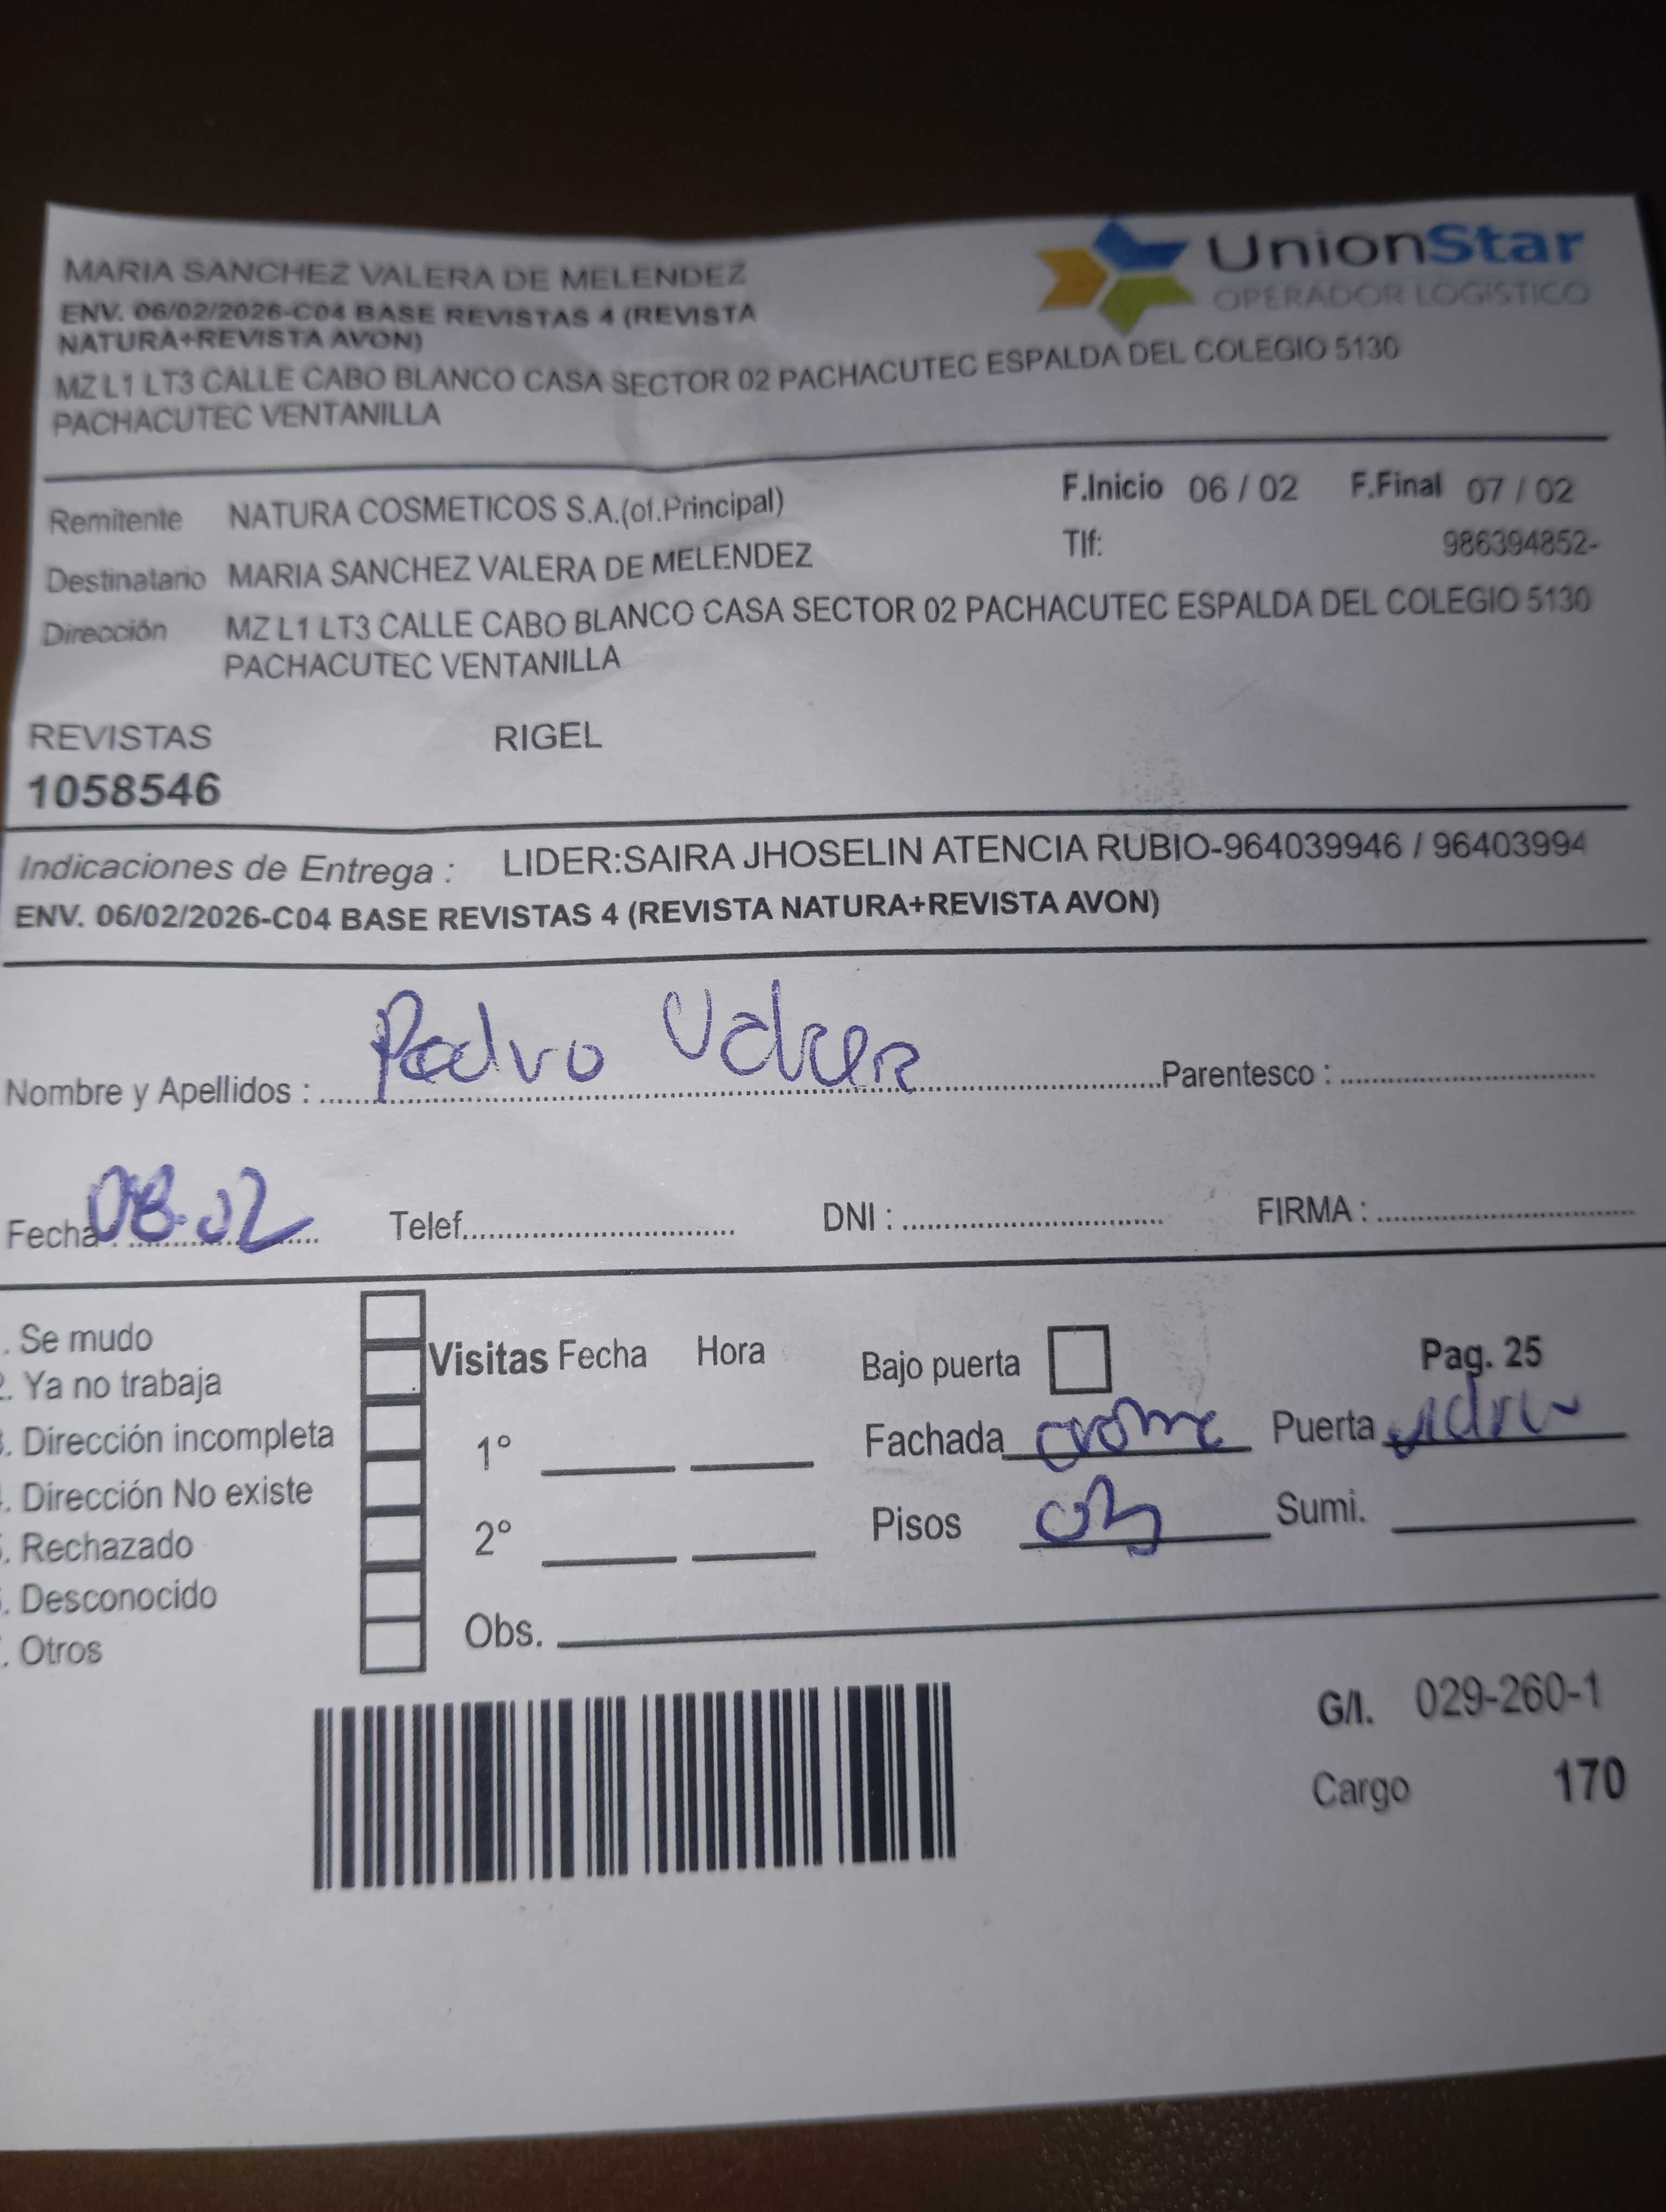 MARIA SANCHEZ VALERA DE MELENDEZ
UnionStar
OPERADOR LOGÍSTICO
ENV. 06/02/2026-C04 BASE REVISTAS 4 (REVISTA
NATURA+REVISTA AVON)
MZ L1 LT3 CALLE CABO BLANCO CASA SECTOR 02 PACHACUTEC ESPALDA DEL COLEGIO 5130
PACHACUTEC VENTANILLA
Remitente NATURA COSMETICOS S.A.(of.Principal) F.Inicio 06 / 02 F.Final 07 / 02
Destinatario MARIA SANCHEZ VALERA DE MELENDEZ Tlf: 986394852-
Dirección MZ L1 LT3 CALLE CABO BLANCO CASA SECTOR 02 PACHACUTEC ESPALDA DEL COLEGIO 5130
PACHACUTEC VENTANILLA
REVISTAS RIGEL
1058546
Indicaciones de Entrega : LIDER:SAIRA JHOSELIN ATENCIA RUBIO-964039946 / 96403994
ENV. 06/02/2026-C04 BASE REVISTAS 4 (REVISTA NATURA+REVISTA AVON)
Nombre y Apellidos : Pedro Parentesco :
Fecha : 08.02 Telef. DNI : FIRMA :
. Se mudo
2. Ya no trabaja
. Dirección incompleta
. Dirección No existe
. Rechazado
. Desconocido
. Otros
Visitas Fecha Hora
1°
2°
Obs.
Bajo puerta Pag. 25
Fachada Puerta
Pisos 03 Sumi.
G/I. 029-260-1
Cargo 170